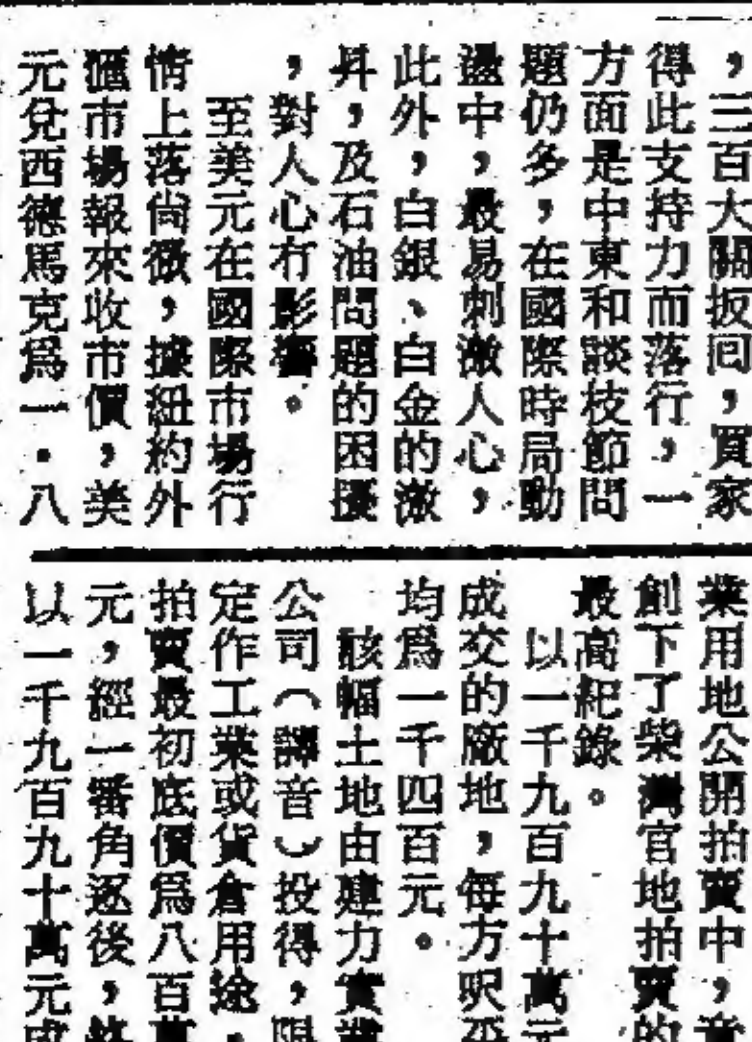 ，三百大關扳回，買家
得此支持力而落行，一
方面是中東和談枝節問
題仍多，在國際時局動
盪中，最易刺激人心，
此外，白銀、白金的激
昇，及石油問題的困擾
，對人心有影響。
至美元在國際市場行
情上落尚微，據紐約外
匯市場報來收市價，美
元兌西德馬克爲一．八
業用地公開拍賣中，
創下了柴灣官地拍賣的
最高紀錄。
以一千九百九十萬元
成交的廠地，每方呎平
均爲一千四百元。
該幅土地由建力實業
公司（譯音）投得，限
定作工業或貨倉用途，
拍賣最初底價爲八百萬
元，經一番角逐後，終
以一千九百九十萬元成